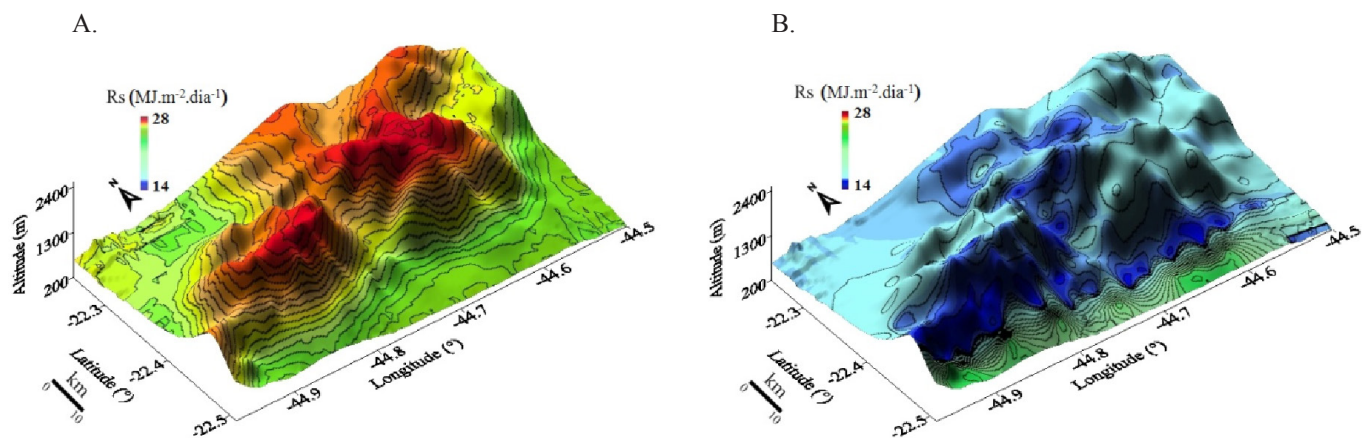 A.
Rs (MJ.m-2.dia-1)
28
14
N
2400
1300
200
Altitude (m)
-22.3
-22.4
-22.5
Latitude (°)
0 km 10
-44.9
-44.8
-44.7
-44.6
-44.5
Longitude (°)
B.
Rs (MJ.m-2.dia-1)
28
14
N
2400
1300
200
Altitude (m)
-22.3
-22.4
-22.5
Latitude (°)
0 km 10
-44.9
-44.8
-44.7
-44.6
-44.5
Longitude (°)